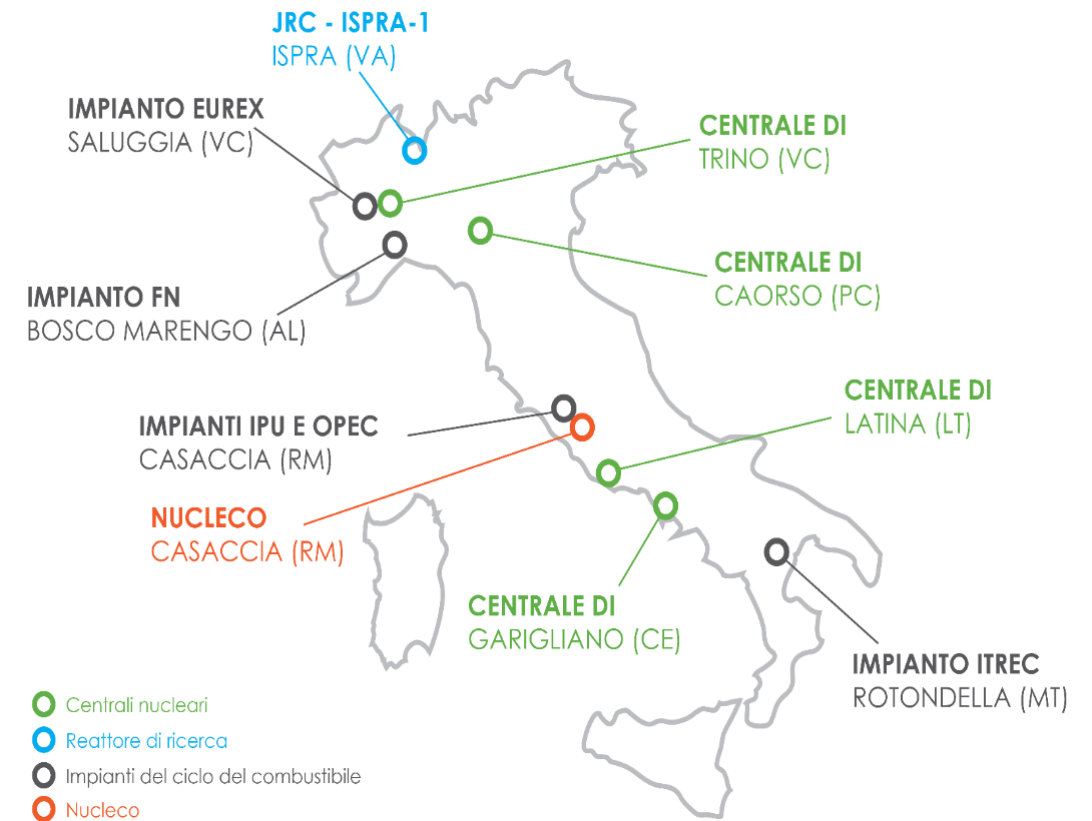 JRC - ISPRA-1
ISPRA (VA)
IMPIANTO EUREX
SALUGGIA (VC)
CENTRALE DI
TRINO (VC)
CENTRALE DI
CAORSO (PC)
IMPIANTO FN
BOSCO MARENGO (AL)
CENTRALE DI
LATINA (LT)
IMPIANTI IPU E OPEC
CASACCIA (RM)
NUCLECO
CASACCIA (RM)
CENTRALE DI
GARIGLIANO (CE)
IMPIANTO ITREC
ROTONDELLA (MT)
Centrali nucleari
Reattore di ricerca
Impianti del ciclo del combustibile
Nucleco